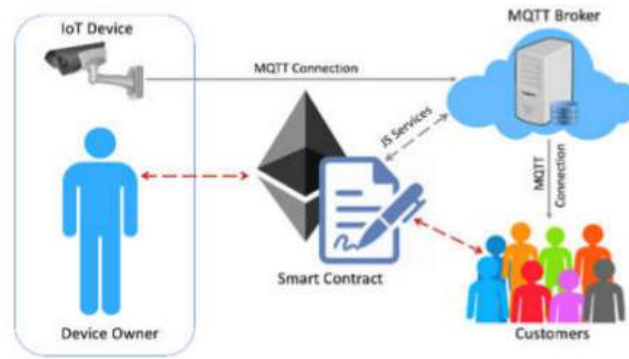 IoT Device
MQTT Broker
MQTT Connection
JS Services
MQTT
Connection
Smart Contract
Device Owner
Customers